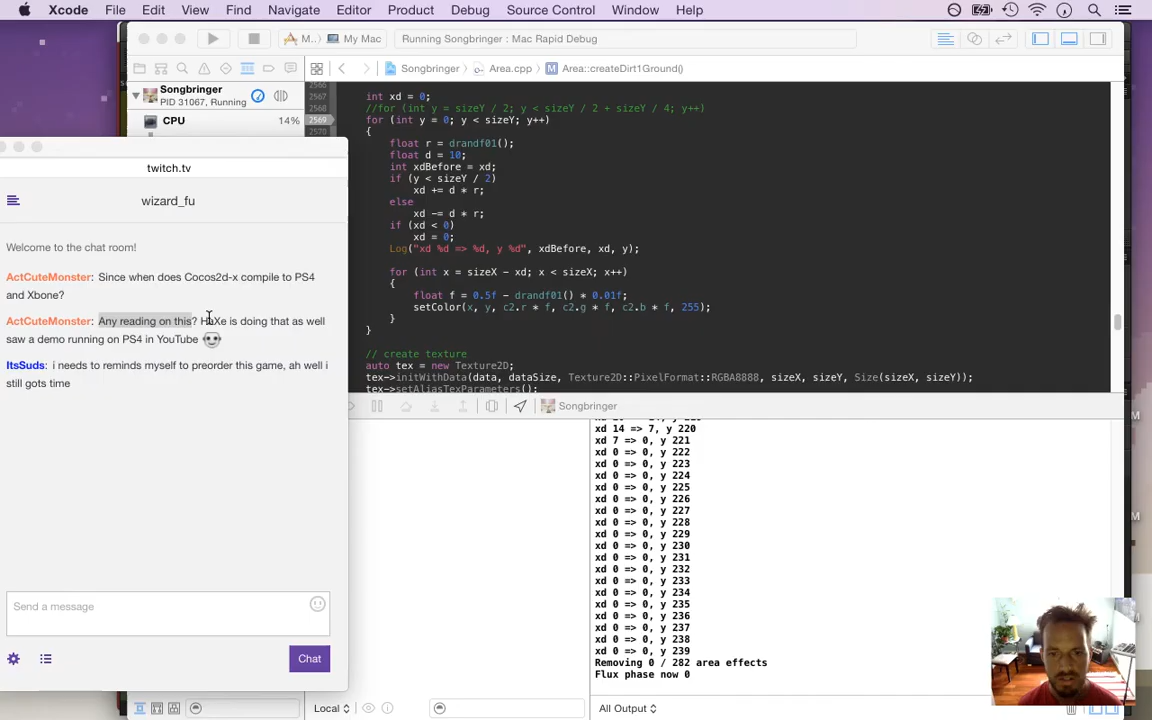 Xcode File Edit View Find Navigate Editor Product Debug Source Control Window Help
M.. My Mac Running Songbringer : Mac Rapid Debug
Songbringer Area.cpp M Area::createDirt1Ground()
Songbringer
PID 31067, Running
CPU 14%
2567 int xd = 0;
//for (int y = sizeY / 2; y < sizeY / 2 + sizeY / 4; y++)
2569 for (int y = 0; y < sizeY; y++)
2570 {
float r = drandf01();
float d = 10;
int xdBefore = xd;
if (y < sizeY / 2)
xd += d * r;
else
xd -= d * r;
if (xd < 0)
xd = 0;
Log("xd %d => %d, y %d", xdBefore, xd, y);
for (int x = sizeX - xd; x < sizeX; x++)
{
float f = 0.5f - drandf01() * 0.01f;
setColor(x, y, c2.r * f, c2.g * f, c2.b * f, 255);
}
}
// create texture
auto tex = new Texture2D;
tex->initWithData(data, dataSize, Texture2D::PixelFormat::RGBA8888, sizeX, sizeY, Size(sizeX, sizeY));
tex->setAliasTexParameters();
twitch.tv
wizard_fu
Welcome to the chat room!
ActCuteMonster: Since when does Cocos2d-x compile to PS4
and Xbone?
ActCuteMonster: Any reading on this? HaXe is doing that as well
saw a demo running on PS4 in YouTube
ItsSuds: i needs to reminds myself to preorder this game, ah well i
still gots time
Send a message
Chat
Songbringer
xd 14 => 7, y 220
xd 7 => 0, y 221
xd 0 => 0, y 222
xd 0 => 0, y 223
xd 0 => 0, y 224
xd 0 => 0, y 225
xd 0 => 0, y 226
xd 0 => 0, y 227
xd 0 => 0, y 228
xd 0 => 0, y 229
xd 0 => 0, y 230
xd 0 => 0, y 231
xd 0 => 0, y 232
xd 0 => 0, y 233
xd 0 => 0, y 234
xd 0 => 0, y 235
xd 0 => 0, y 236
xd 0 => 0, y 237
xd 0 => 0, y 238
xd 0 => 0, y 239
Removing 0 / 282 area effects
Flux phase now 0
Local
All Output